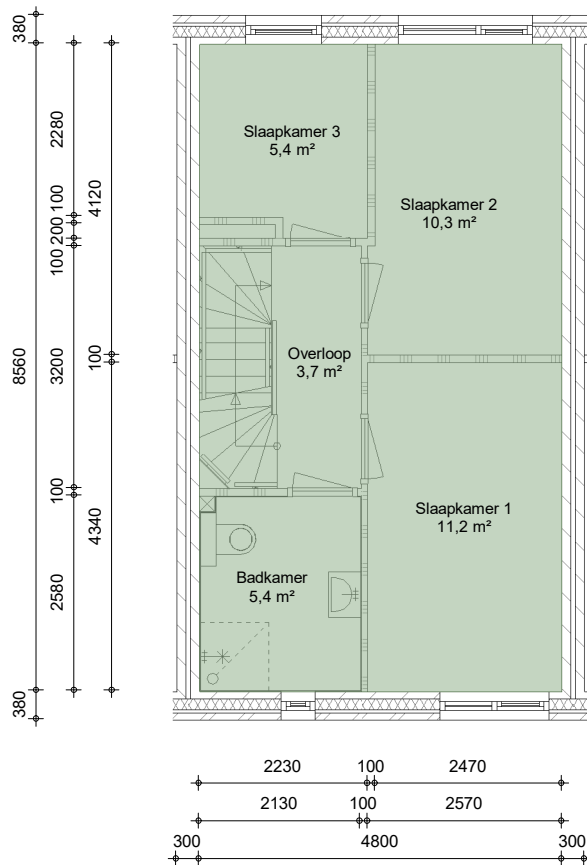 380
2280
100
4120
200
100
8560
3200
100
100
4340
2580
380
Slaapkamer 3
5,4 m²
Slaapkamer 2
10,3 m²
Overloop
3,7 m²
Slaapkamer 1
11,2 m²
Badkamer
5,4 m²
2230 100 2470
2130 100 2570
300 4800 300